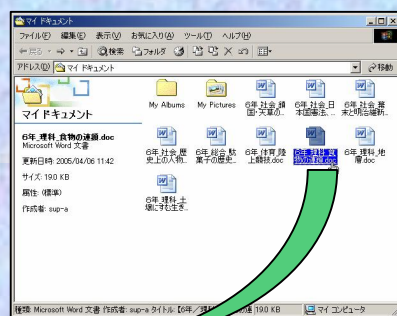 マイ ドキュメント
ファイル(F) 編集(E) 表示(V) お気に入り(A) ツール(T) ヘルプ(H)
戻る 検索 フォルダ
アドレス(D) マイ ドキュメント 移動
マイ ドキュメント
6年_理科_食物の連鎖.doc
Microsoft Word 文書
更新日時: 2005/04/06 11:42
サイズ: 19.0 KB
属性: (標準)
作成者: sup-a
My Albums
My Pictures
6年_社会_鎖
国・天草の...
6年_社会_日
本国憲法、...
6年_社会_幕
末と明治維新...
6年_社会_歴
史上の人物...
6年_総合_駄
菓子の歴史...
6年_体育_陸
上競技.doc
6年_理科_食
物の連鎖.doc
6年_理科_地
層.doc
6年_理科_土
壌にすむ生き...
種類: Microsoft Word 文書 作成者: sup-a タイトル: 【6年/理 の連 19.0 KB マイ コンピュータ